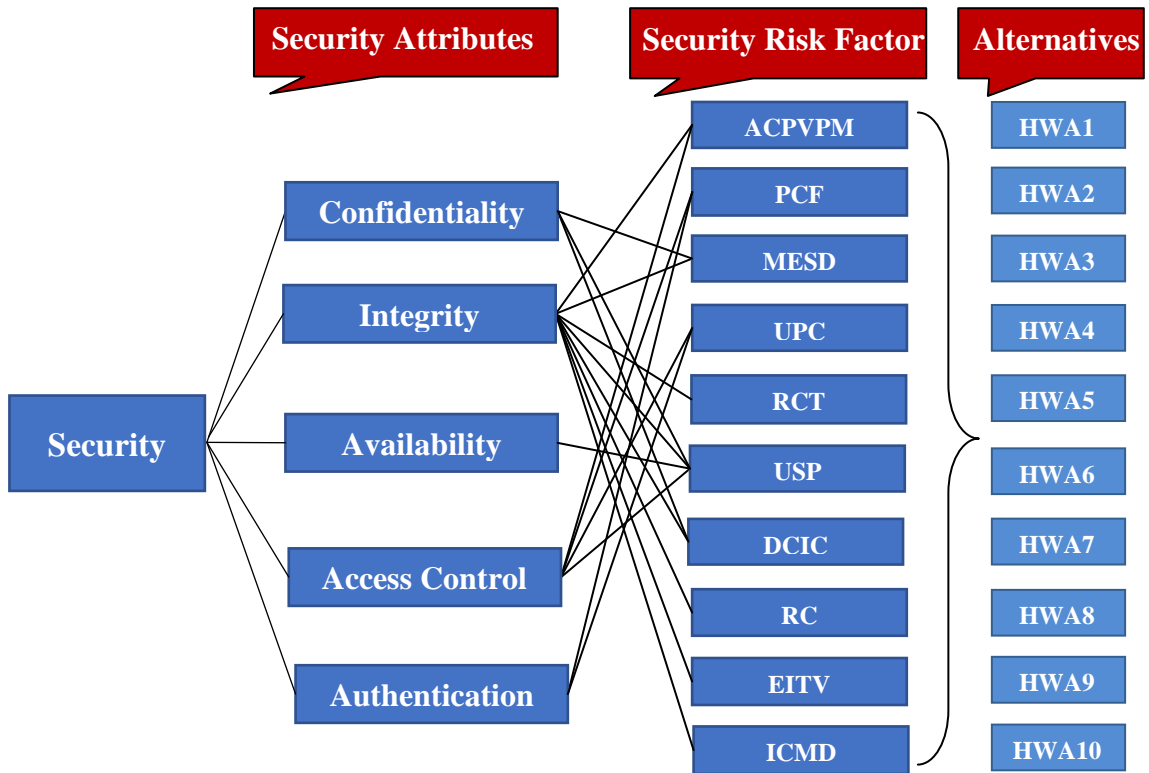 Security Attributes
Security Risk Factor
Alternatives
Security
Confidentiality
Integrity
Availability
Access Control
Authentication
ACPVPM
PCF
MESD
UPC
RCT
USP
DCIC
RC
EITV
ICMD
HWA1
HWA2
HWA3
HWA4
HWA5
HWA6
HWA7
HWA8
HWA9
HWA10